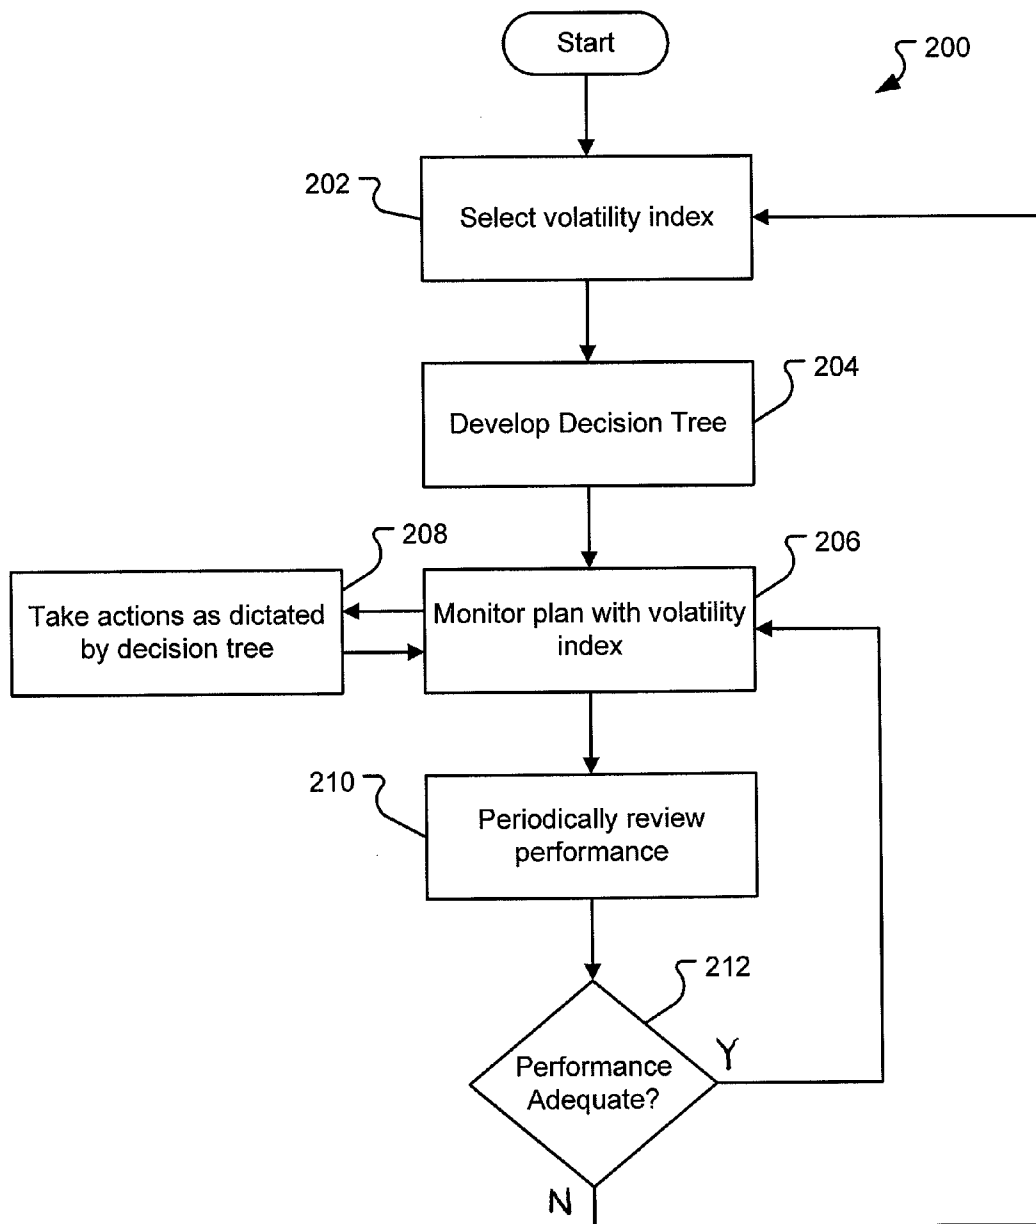 Start
200
202
Select volatility index
204
Develop Decision Tree
208
206
Take actions as dictated
by decision tree
Monitor plan with volatility
index
210
Periodically review
performance
212
Performance
Adequate?
Y
N